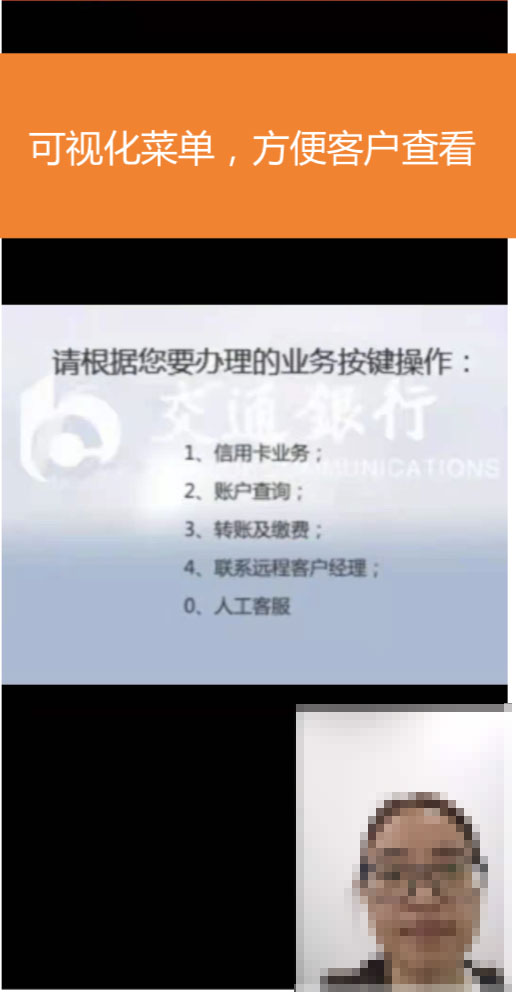 可视化菜单，方便客户查看
请根据您要办理的业务按键操作：
交通銀行
1、信用卡业务；
MUNICATIONS
2、账户查询；
3、转账及缴费；
4、联系远程客户经理；
0、人工客服